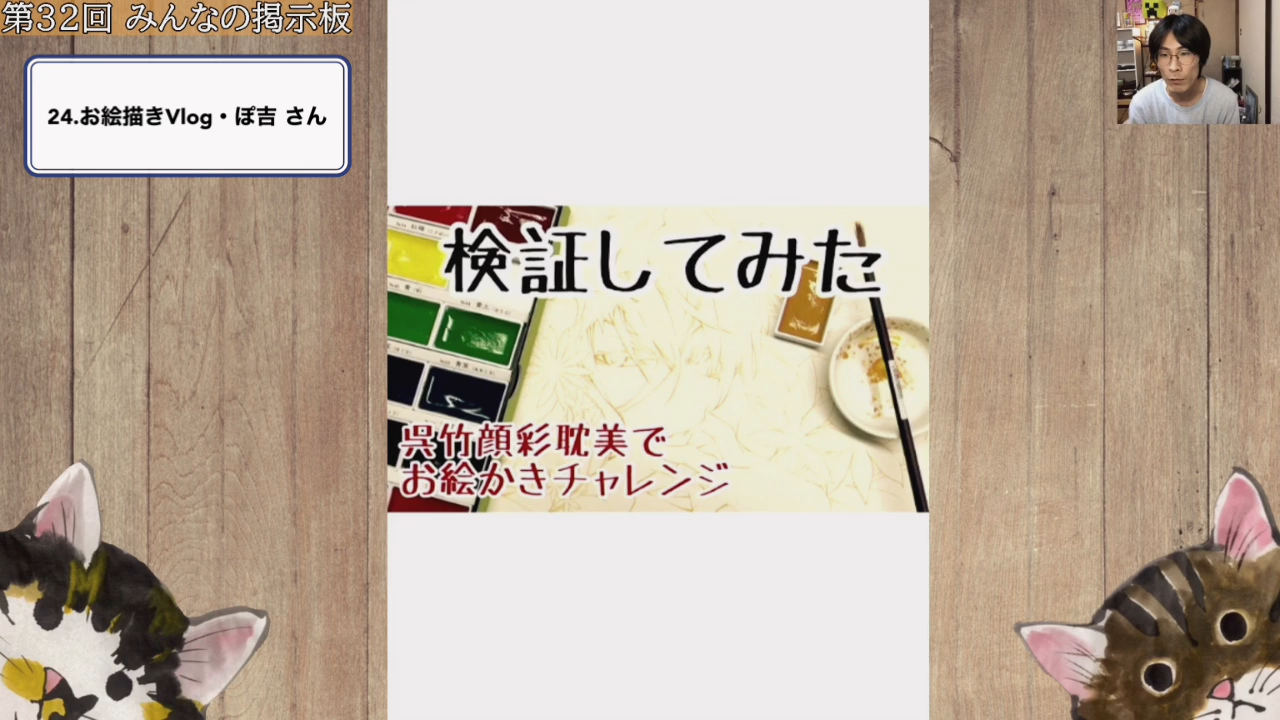 第32回 みんなの掲示板
24.お絵描きVlog・ぽ吉 さん
検証してみた
呉竹顔彩耽美で
お絵かきチャレンジ